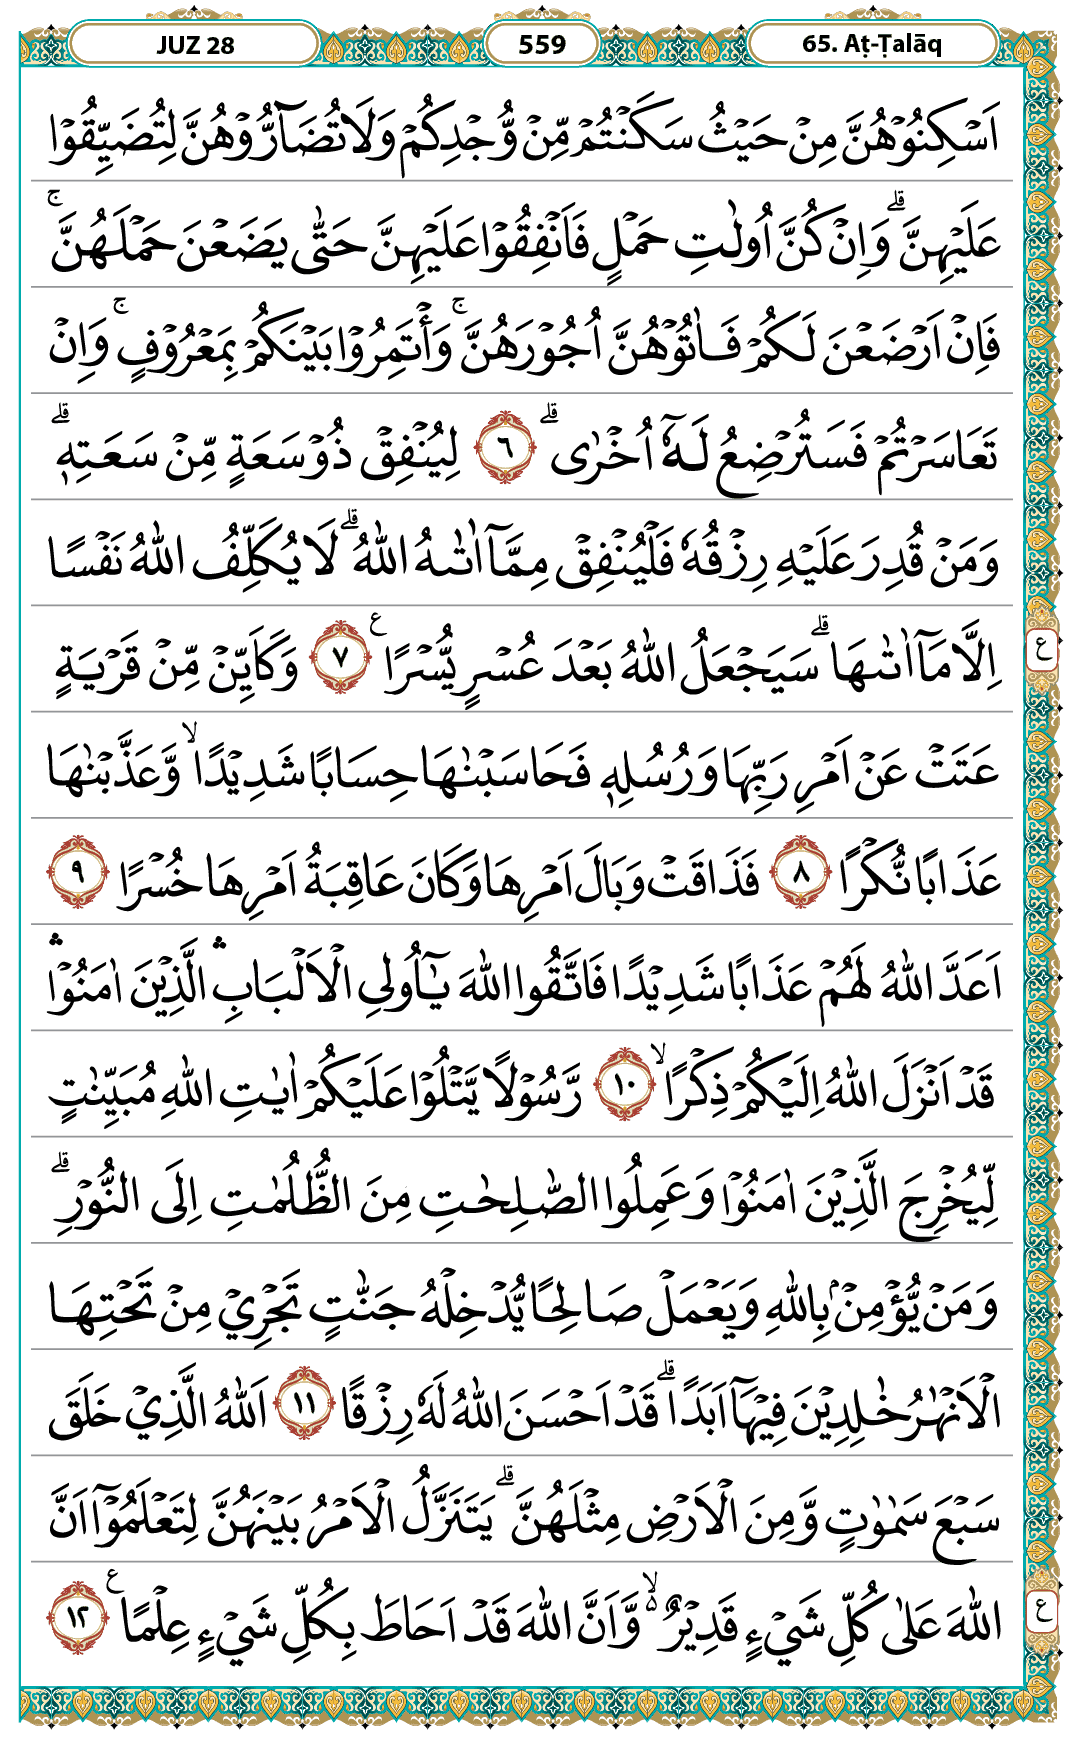 JUZ 28
559
65. Aṭ-Ṭalāq
اَسْكِنُوْهُنَّ مِنْ حَيْثُ سَكَنْتُمْ مِّنْ وُّجْدِكُمْ وَلَا تُضَاۤرُّوْهُنَّ لِتُضَيِّقُوْا
عَلَيْهِنَّ ۗ وَاِنْ كُنَّ اُولٰتِ حَمْلٍ فَاَنْفِقُوْا عَلَيْهِنَّ حَتّٰى يَضَعْنَ حَمْلَهُنَّ ۚ
فَاِنْ اَرْضَعْنَ لَكُمْ فَاٰتُوْهُنَّ اُجُوْرَهُنَّ ۚ وَأْتَمِرُوْا بَيْنَكُمْ بِمَعْرُوْفٍ ۚ وَاِنْ
تَعَاسَرْتُمْ فَسَتُرْضِعُ لَهٗٓ اُخْرٰى ۗ ٦ لِيُنْفِقْ ذُوْ سَعَةٍ مِّنْ سَعَتِهٖ ۗ
وَمَنْ قُدِرَ عَلَيْهِ رِزْقُهٗ فَلْيُنْفِقْ مِمَّآ اٰتٰىهُ اللّٰهُ ۗ لَا يُكَلِّفُ اللّٰهُ نَفْسًا
اِلَّا مَآ اٰتٰىهَا ۗ سَيَجْعَلُ اللّٰهُ بَعْدَ عُسْرٍ يُّسْرًا ࣖ ٧ وَكَاَيِّنْ مِّنْ قَرْيَةٍ
ع
عَتَتْ عَنْ اَمْرِ رَبِّهَا وَرُسُلِهٖ فَحَاسَبْنٰهَا حِسَابًا شَدِيْدًا ۙ وَّعَذَّبْنٰهَا
عَذَابًا نُّكْرًا ٨ فَذَاقَتْ وَبَالَ اَمْرِهَا وَكَانَ عَاقِبَةُ اَمْرِهَا خُسْرًا ٩
اَعَدَّ اللّٰهُ لَهُمْ عَذَابًا شَدِيْدًا فَاتَّقُوا اللّٰهَ يٰٓاُولِى الْاَلْبَابِ ۛ الَّذِيْنَ اٰمَنُوْا ۛ
قَدْ اَنْزَلَ اللّٰهُ اِلَيْكُمْ ذِكْرًا ۙ ١٠ رَّسُوْلًا يَّتْلُوْا عَلَيْكُمْ اٰيٰتِ اللّٰهِ مُبَيِّنٰتٍ
لِّيُخْرِجَ الَّذِيْنَ اٰمَنُوْا وَعَمِلُوا الصّٰلِحٰتِ مِنَ الظُّلُمٰتِ اِلَى النُّوْرِ ۗ
وَمَنْ يُّؤْمِنْۢ بِاللّٰهِ وَيَعْمَلْ صَالِحًا يُّدْخِلْهُ جَنّٰتٍ تَجْرِيْ مِنْ تَحْتِهَا
الْاَنْهٰرُ خٰلِدِيْنَ فِيْهَآ اَبَدًا ۗ قَدْ اَحْسَنَ اللّٰهُ لَهٗ رِزْقًا ١١ اَللّٰهُ الَّذِيْ خَلَقَ
سَبْعَ سَمٰوٰتٍ وَّمِنَ الْاَرْضِ مِثْلَهُنَّ ۗ يَتَنَزَّلُ الْاَمْرُ بَيْنَهُنَّ لِتَعْلَمُوْٓا اَنَّ
اللّٰهَ عَلٰى كُلِّ شَيْءٍ قَدِيْرٌ ۙ ەۙ وَّاَنَّ اللّٰهَ قَدْ اَحَاطَ بِكُلِّ شَيْءٍ عِلْمًا ࣖ ١٢
ع